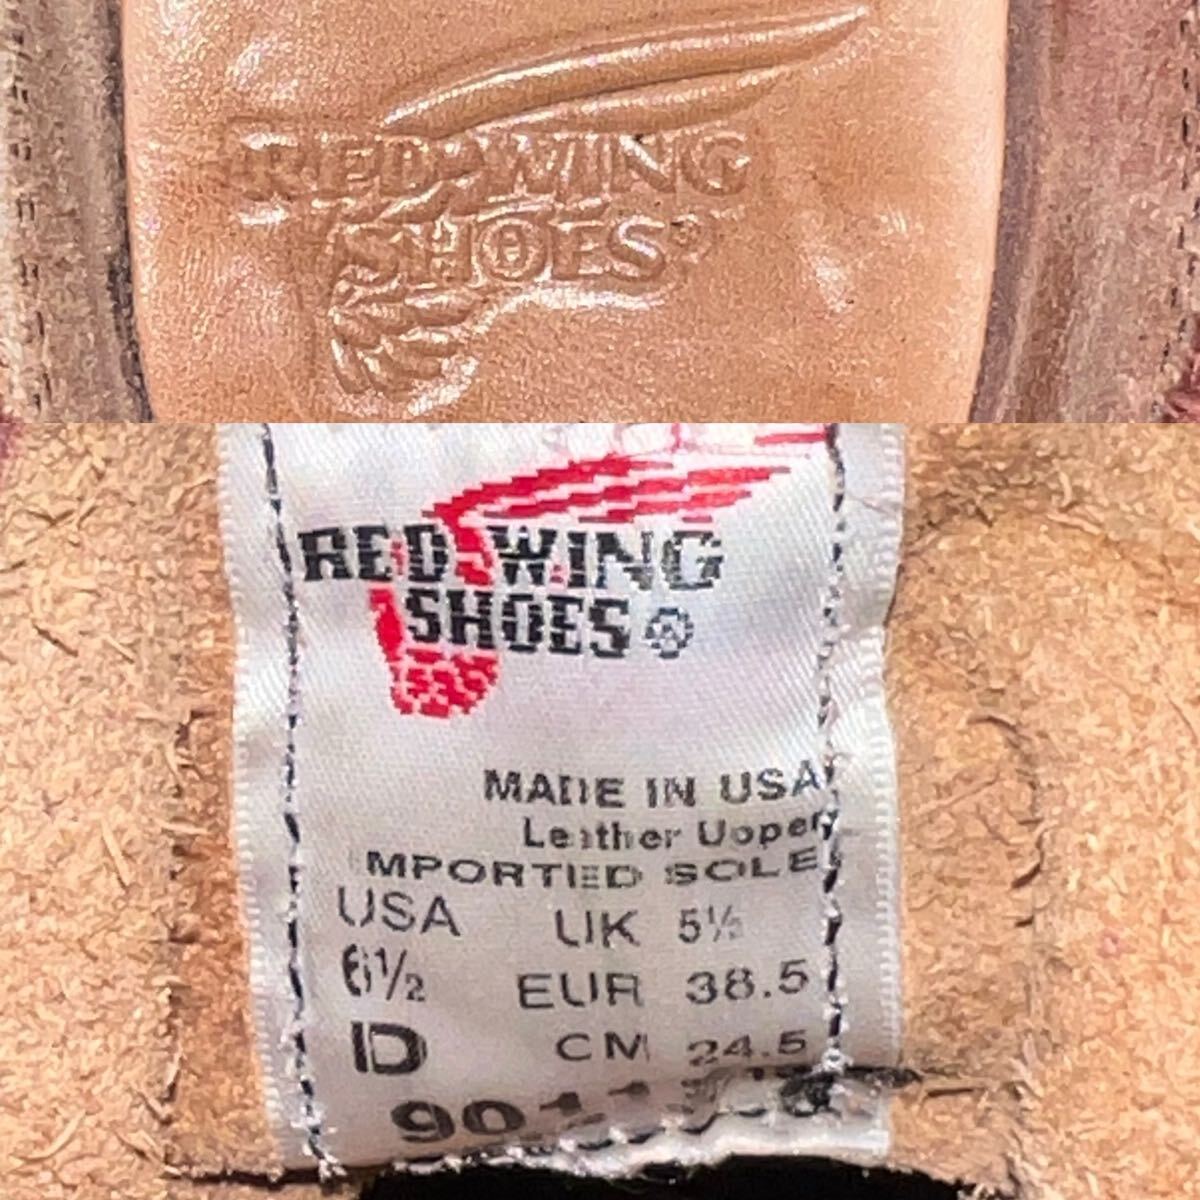 RED WING
SHOES®
RED WING
SHOES ®
MADE IN USA
Leather Upper
IMPORTED SOLE
USA UK 5½
6½ EUR 38.5
D CM 24.5